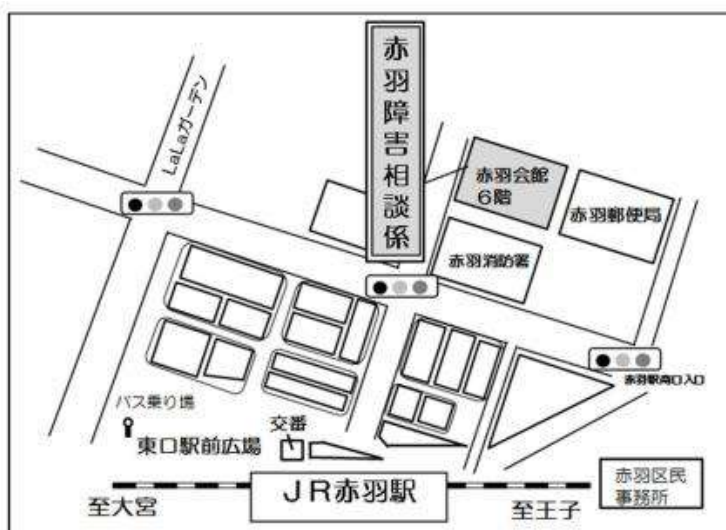 赤羽障害相談係
LaLaガーデン
赤羽会館
6階
赤羽郵便局
赤羽消防署
赤羽駅南口入口
バス乗り場
交番
東口駅前広場
JR赤羽駅
至大宮
至王子
赤羽区民
事務所